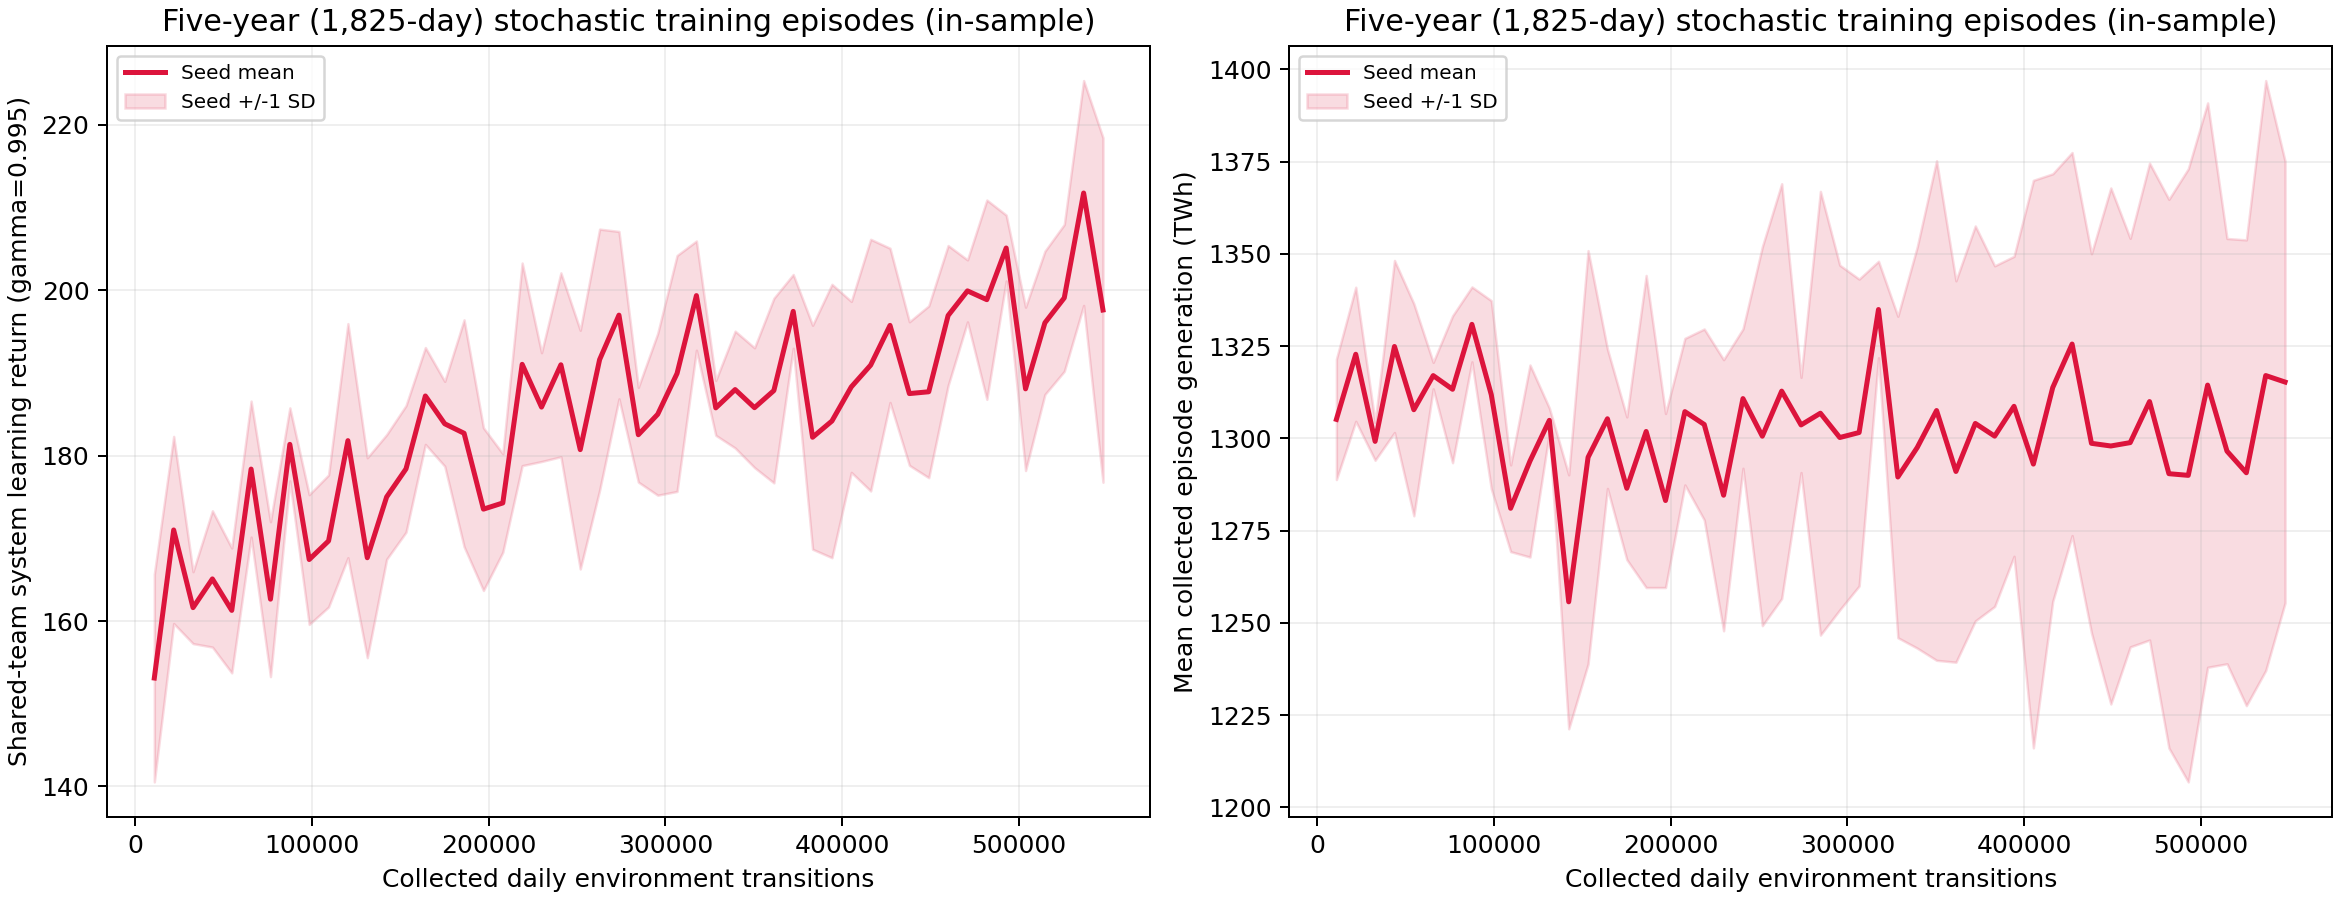 Five-year (1,825-day) stochastic training episodes (in-sample)
Shared-team system learning return (gamma=0.995)
Seed mean
Seed +/-1 SD
220
200
180
160
140
0 100000 200000 300000 400000 500000
Collected daily environment transitions
Five-year (1,825-day) stochastic training episodes (in-sample)
Mean collected episode generation (TWh)
Seed mean
Seed +/-1 SD
1400
1375
1350
1325
1300
1275
1250
1225
1200
0 100000 200000 300000 400000 500000
Collected daily environment transitions